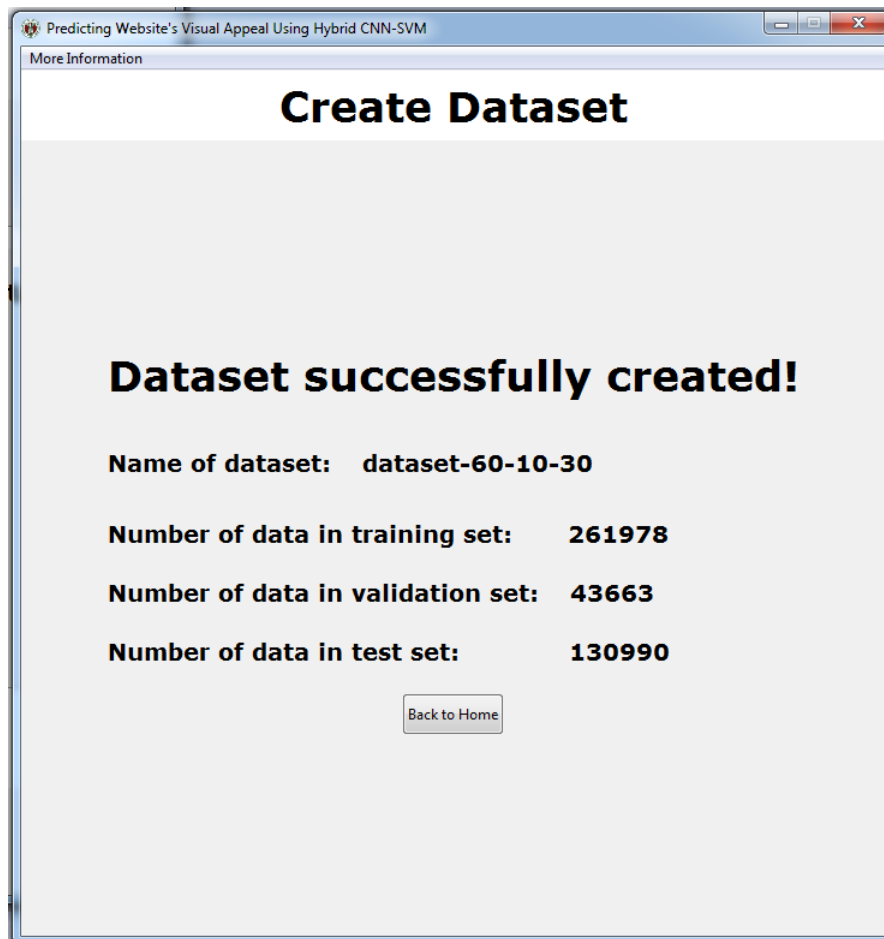 Predicting Website's Visual Appeal Using Hybrid CNN-SVM
More Information
Create Dataset
Dataset successfully created!
Name of dataset: dataset-60-10-30
Number of data in training set: 261978
Number of data in validation set: 43663
Number of data in test set: 130990
Back to Home